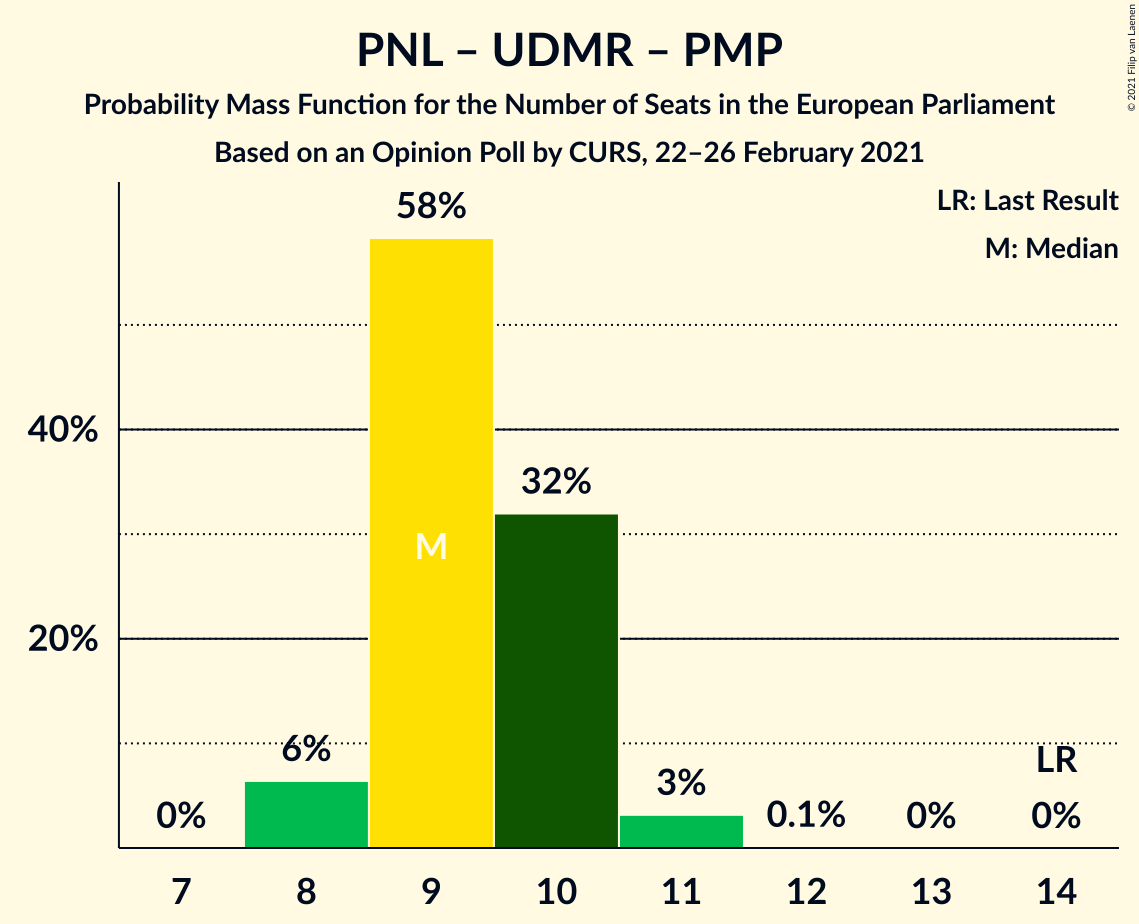 PNL – UDMR – PMP
Probability Mass Function for the Number of Seats in the European Parliament
Based on an Opinion Poll by CURS, 22–26 February 2021
© 2021 Filip van Laenen
LR: Last Result
M: Median
58%
40%
32%
M
20%
6%
LR
3%
0%
0.1%
0%
0%
7 8 9 10 11 12 13 14